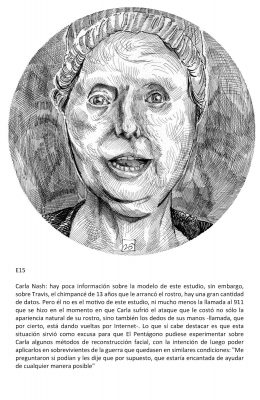 E15
Carla Nash: hay poca información sobre la modelo de este estudio, sin embargo,
sobre Travis, el chimpancé de 13 años que le arrancó el rostro, hay una gran cantidad
de datos. Pero él no es el motivo de este estudio, ni mucho menos la llamada al 911
que se hizo en el momento en que Carla sufrió el ataque que le costó no sólo la
apariencia natural de su rostro, sino también los dedos de sus manos -llamada, que
por cierto, está dando vueltas por Internet-. Lo que sí cabe destacar es que esta
situación sirvió como excusa para que El Pentágono pudiese experimentar sobre
Carla algunos métodos de reconstrucción facial, con la intención de luego poder
aplicarlos en sobrevivientes de la guerra que quedasen en similares condiciones: "Me
preguntaron si podían y les dije que por supuesto, que estaría encantada de ayudar
de cualquier manera posible"